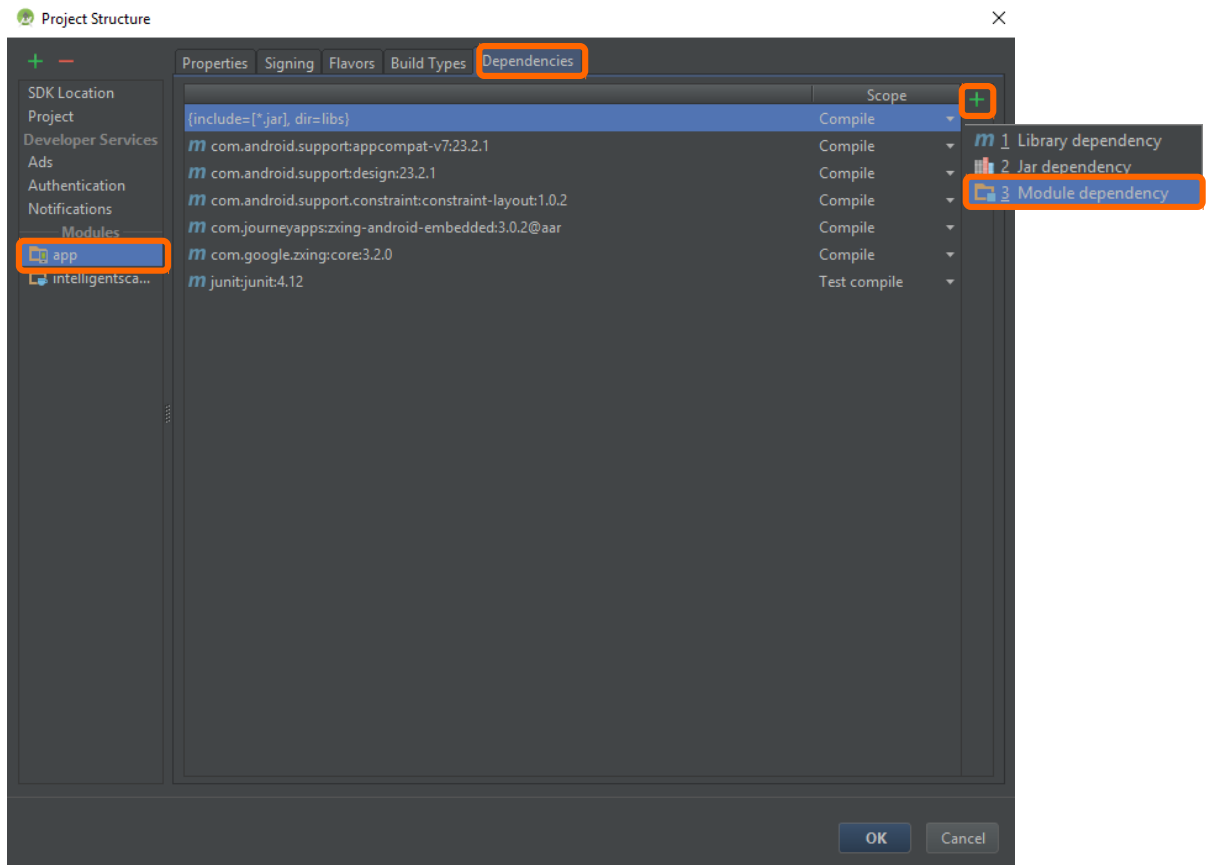 Project Structure
SDK Location
Project
Developer Services
Ads
Authentication
Notifications
Modules
app
intelligentsca...
Properties Signing Flavors Build Types Dependencies
Scope
{include=[*.jar], dir=libs} Compile
m com.android.support:appcompat-v7:23.2.1 Compile
m com.android.support:design:23.2.1 Compile
m com.android.support.constraint:constraint-layout:1.0.2 Compile
m com.journeyapps:zxing-android-embedded:3.0.2@aar Compile
m com.google.zxing:core:3.2.0 Compile
m junit:junit:4.12 Test compile
m 1 Library dependency
2 Jar dependency
3 Module dependency
OK Cancel